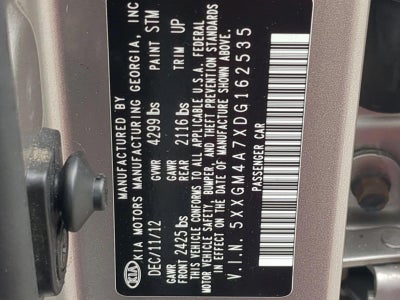 MANUFACTURED BY
KIA MOTORS MANUFACTURING GEORGIA, INC
KIA
DEC/11/12 GVWR 4299 lbs PAINT STM
GAWR FRON 2425 lbs GAWR REAR 2116 lbs TRIM UP
THIS VEHICLE CONFORMS TO ALL APPLICABLE U.S.A. FEDERAL
MOTOR VEHICLE SAFETY, BUMPER, AND THEFT PREVENTION STANDARDS
IN EFFECT ON THE DATE OF MANUFACTURE SHOWN ABOVE.
V.I.N. 5XXGM4A7XDG162535
PASSENGER CAR